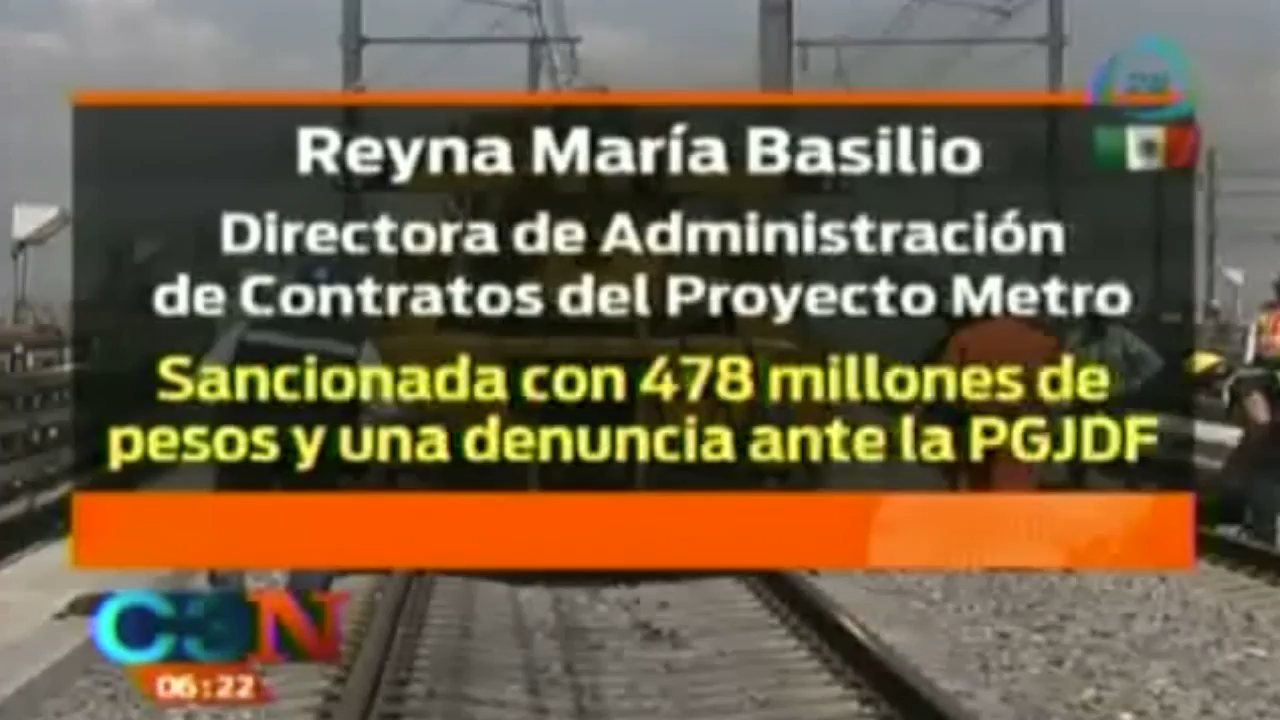 Reyna María Basilio
Directora de Administración
de Contratos del Proyecto Metro
Sancionada con 478 millones de
pesos y una denuncia ante la PGJDF
C3N
06:22